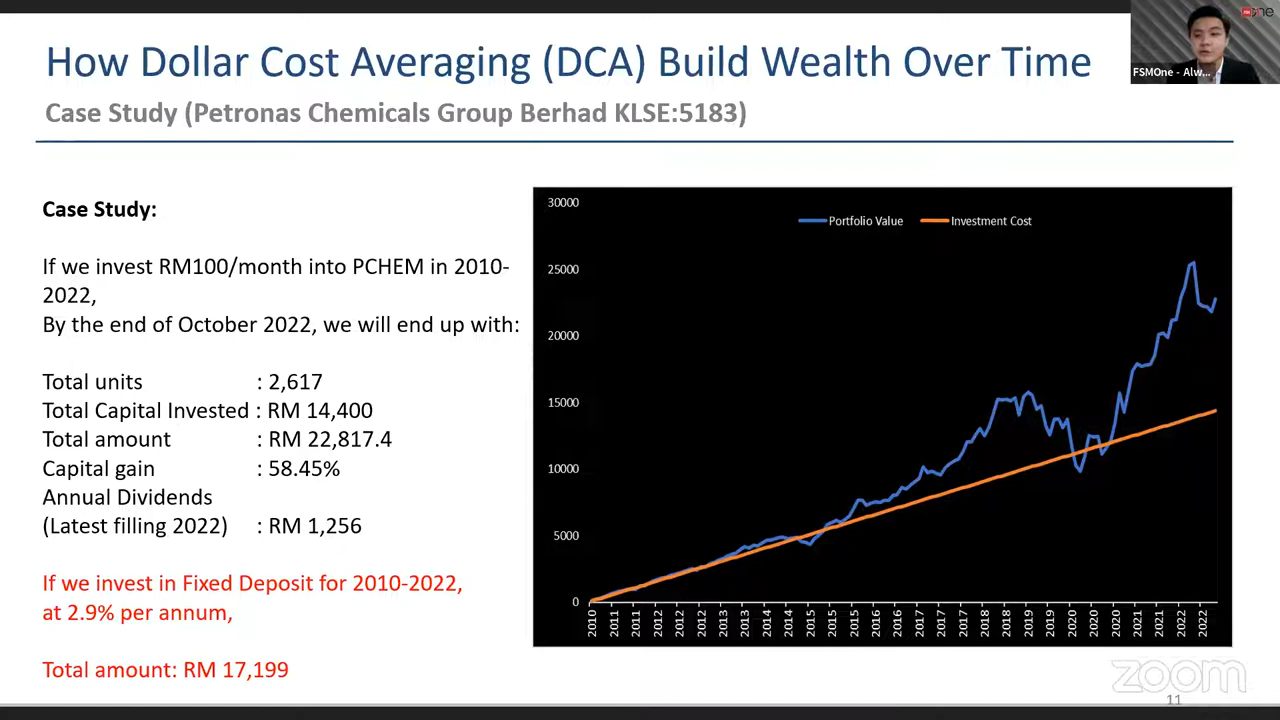 How Dollar Cost Averaging (DCA) Build Wealth Over Time
Case Study (Petronas Chemicals Group Berhad KLSE:5183)
FSMOne - Alw...
Case Study:
If we invest RM100/month into PCHEM in 2010-
2022,
By the end of October 2022, we will end up with:
Total units : 2,617
Total Capital Invested : RM 14,400
Total amount : RM 22,817.4
Capital gain : 58.45%
Annual Dividends
(Latest filling 2022) : RM 1,256
If we invest in Fixed Deposit for 2010-2022,
at 2.9% per annum,
Total amount: RM 17,199
Portfolio Value Investment Cost
30000
25000
20000
15000
10000
5000
0
2010 2011 2011 2012 2012 2012 2013 2013 2014 2014 2015 2015 2015 2016 2016 2017 2017 2018 2018 2018 2019 2019 2020 2020 2021 2021 2021 2022 2022
zoom
11